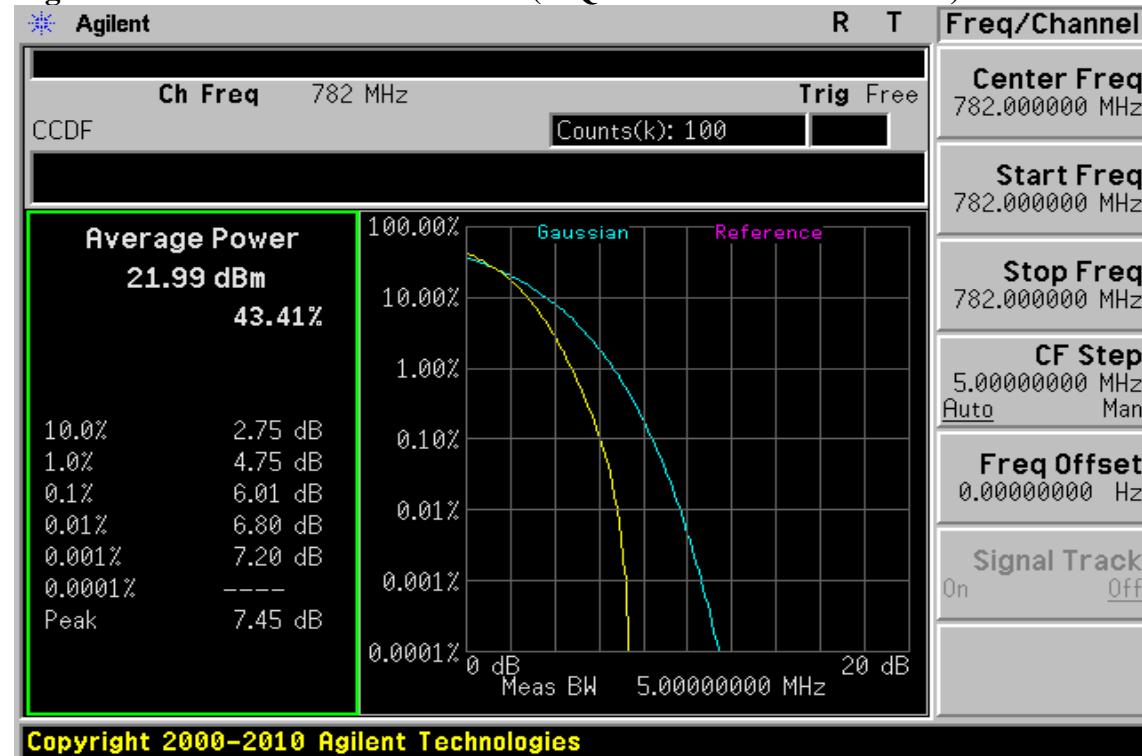 Agilent R T
Ch Freq 782 MHz Trig Free
CCDF
Counts(k): 100
Average Power
21.99 dBm
43.41%
10.0% 2.75 dB
1.0% 4.75 dB
0.1% 6.01 dB
0.01% 6.80 dB
0.001% 7.20 dB
0.0001% ----
Peak 7.45 dB
100.00%
10.00%
1.00%
0.10%
0.01%
0.001%
0.0001%
Gaussian Reference
0 dB 20 dB
Meas BW 5.00000000 MHz
Freq/Channel
Center Freq
782.000000 MHz
Start Freq
782.000000 MHz
Stop Freq
782.000000 MHz
CF Step
5.00000000 MHz
Auto Man
Freq Offset
0.00000000 Hz
Signal Track
On Off
Copyright 2000-2010 Agilent Technologies